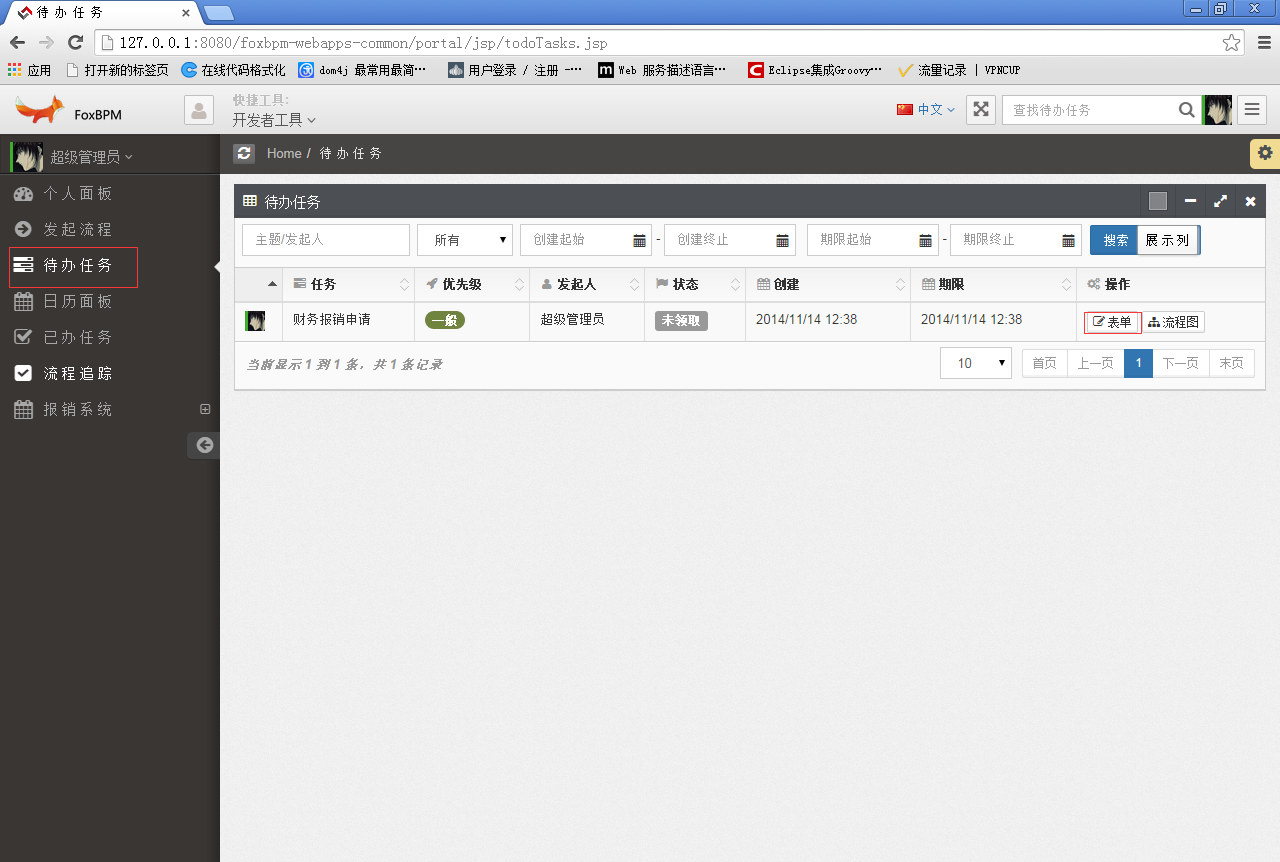 待 办 任 务
127.0.0.1:8080/foxbpm-webapps-common/portal/jsp/todoTasks.jsp
应用 打开新的标签页 在线代码格式化 dom4j 最常用最简… 用户登录 / 注册 -… Web 服务描述语言… Eclipse集成Groovy… 流量记录 | VPNCUP
FoxBPM
快捷工具:
开发者工具
中文
查找待办任务
超级管理员
Home / 待 办 任 务
个人面板
发起流程
待办任务
日历面板
已办任务
流程追踪
报销系统
待办任务
主题/发起人 所有 创建起始 - 创建终止 期限起始 - 期限终止 搜索 展示列
任务 优先级 发起人 状态 创建 期限 操作
财务报销申请 一般 超级管理员 未领取 2014/11/14 12:38 2014/11/14 12:38 表单 流程图
当前显示 1 到 1 条，共 1 条记录 10 首页 上一页 1 下一页 末页